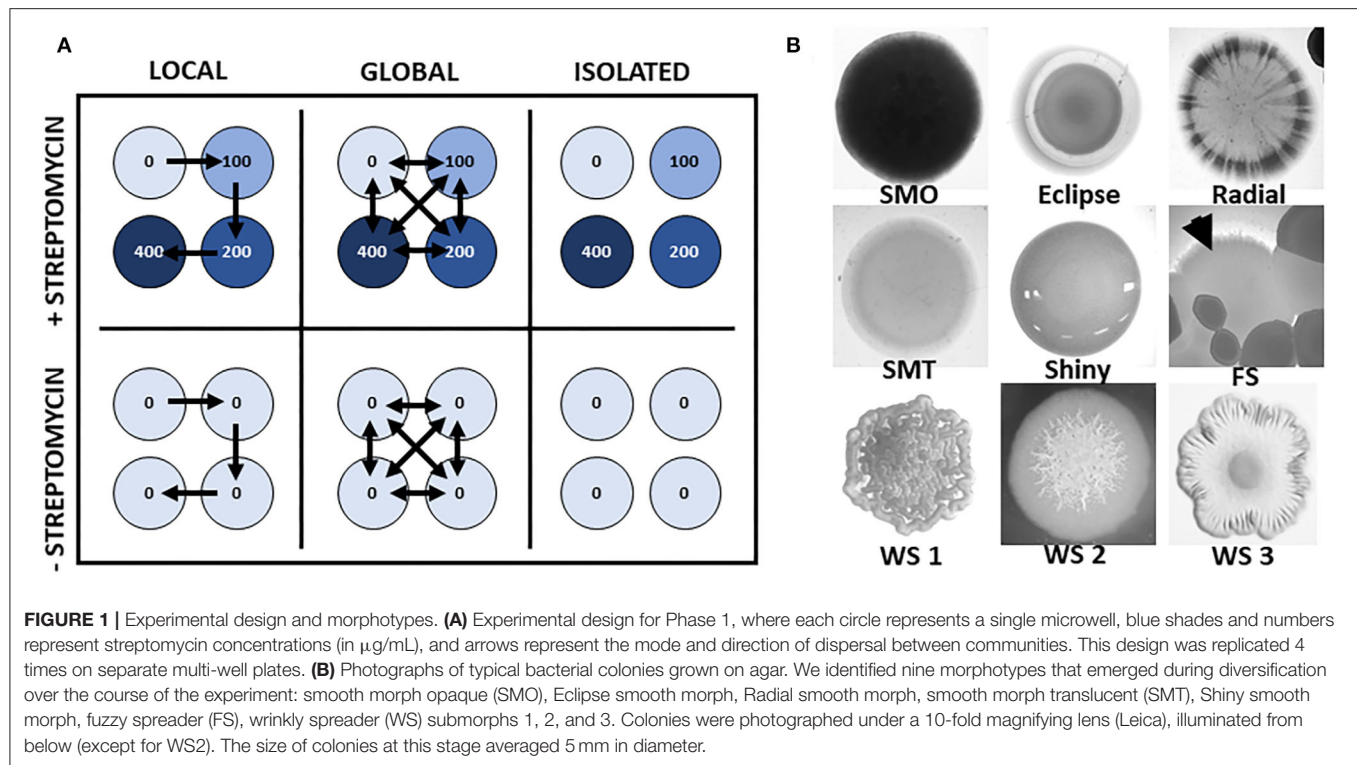 A
LOCAL
GLOBAL
ISOLATED
+ STREPTOMYCIN
0 100
400 200
0 100
400 200
0 100
400 200
- STREPTOMYCIN
0 0
0 0
0 0
0 0
0 0
0 0
B
SMO
Eclipse
Radial
SMT
Shiny
FS
WS 1
WS 2
WS 3
FIGURE 1 | Experimental design and morphotypes. (A) Experimental design for Phase 1, where each circle represents a single microwell, blue shades and numbers
represent streptomycin concentrations (in μg/mL), and arrows represent the mode and direction of dispersal between communities. This design was replicated 4
times on separate multi-well plates. (B) Photographs of typical bacterial colonies grown on agar. We identified nine morphotypes that emerged during diversification
over the course of the experiment: smooth morph opaque (SMO), Eclipse smooth morph, Radial smooth morph, smooth morph translucent (SMT), Shiny smooth
morph, fuzzy spreader (FS), wrinkly spreader (WS) submorphs 1, 2, and 3. Colonies were photographed under a 10-fold magnifying lens (Leica), illuminated from
below (except for WS2). The size of colonies at this stage averaged 5 mm in diameter.